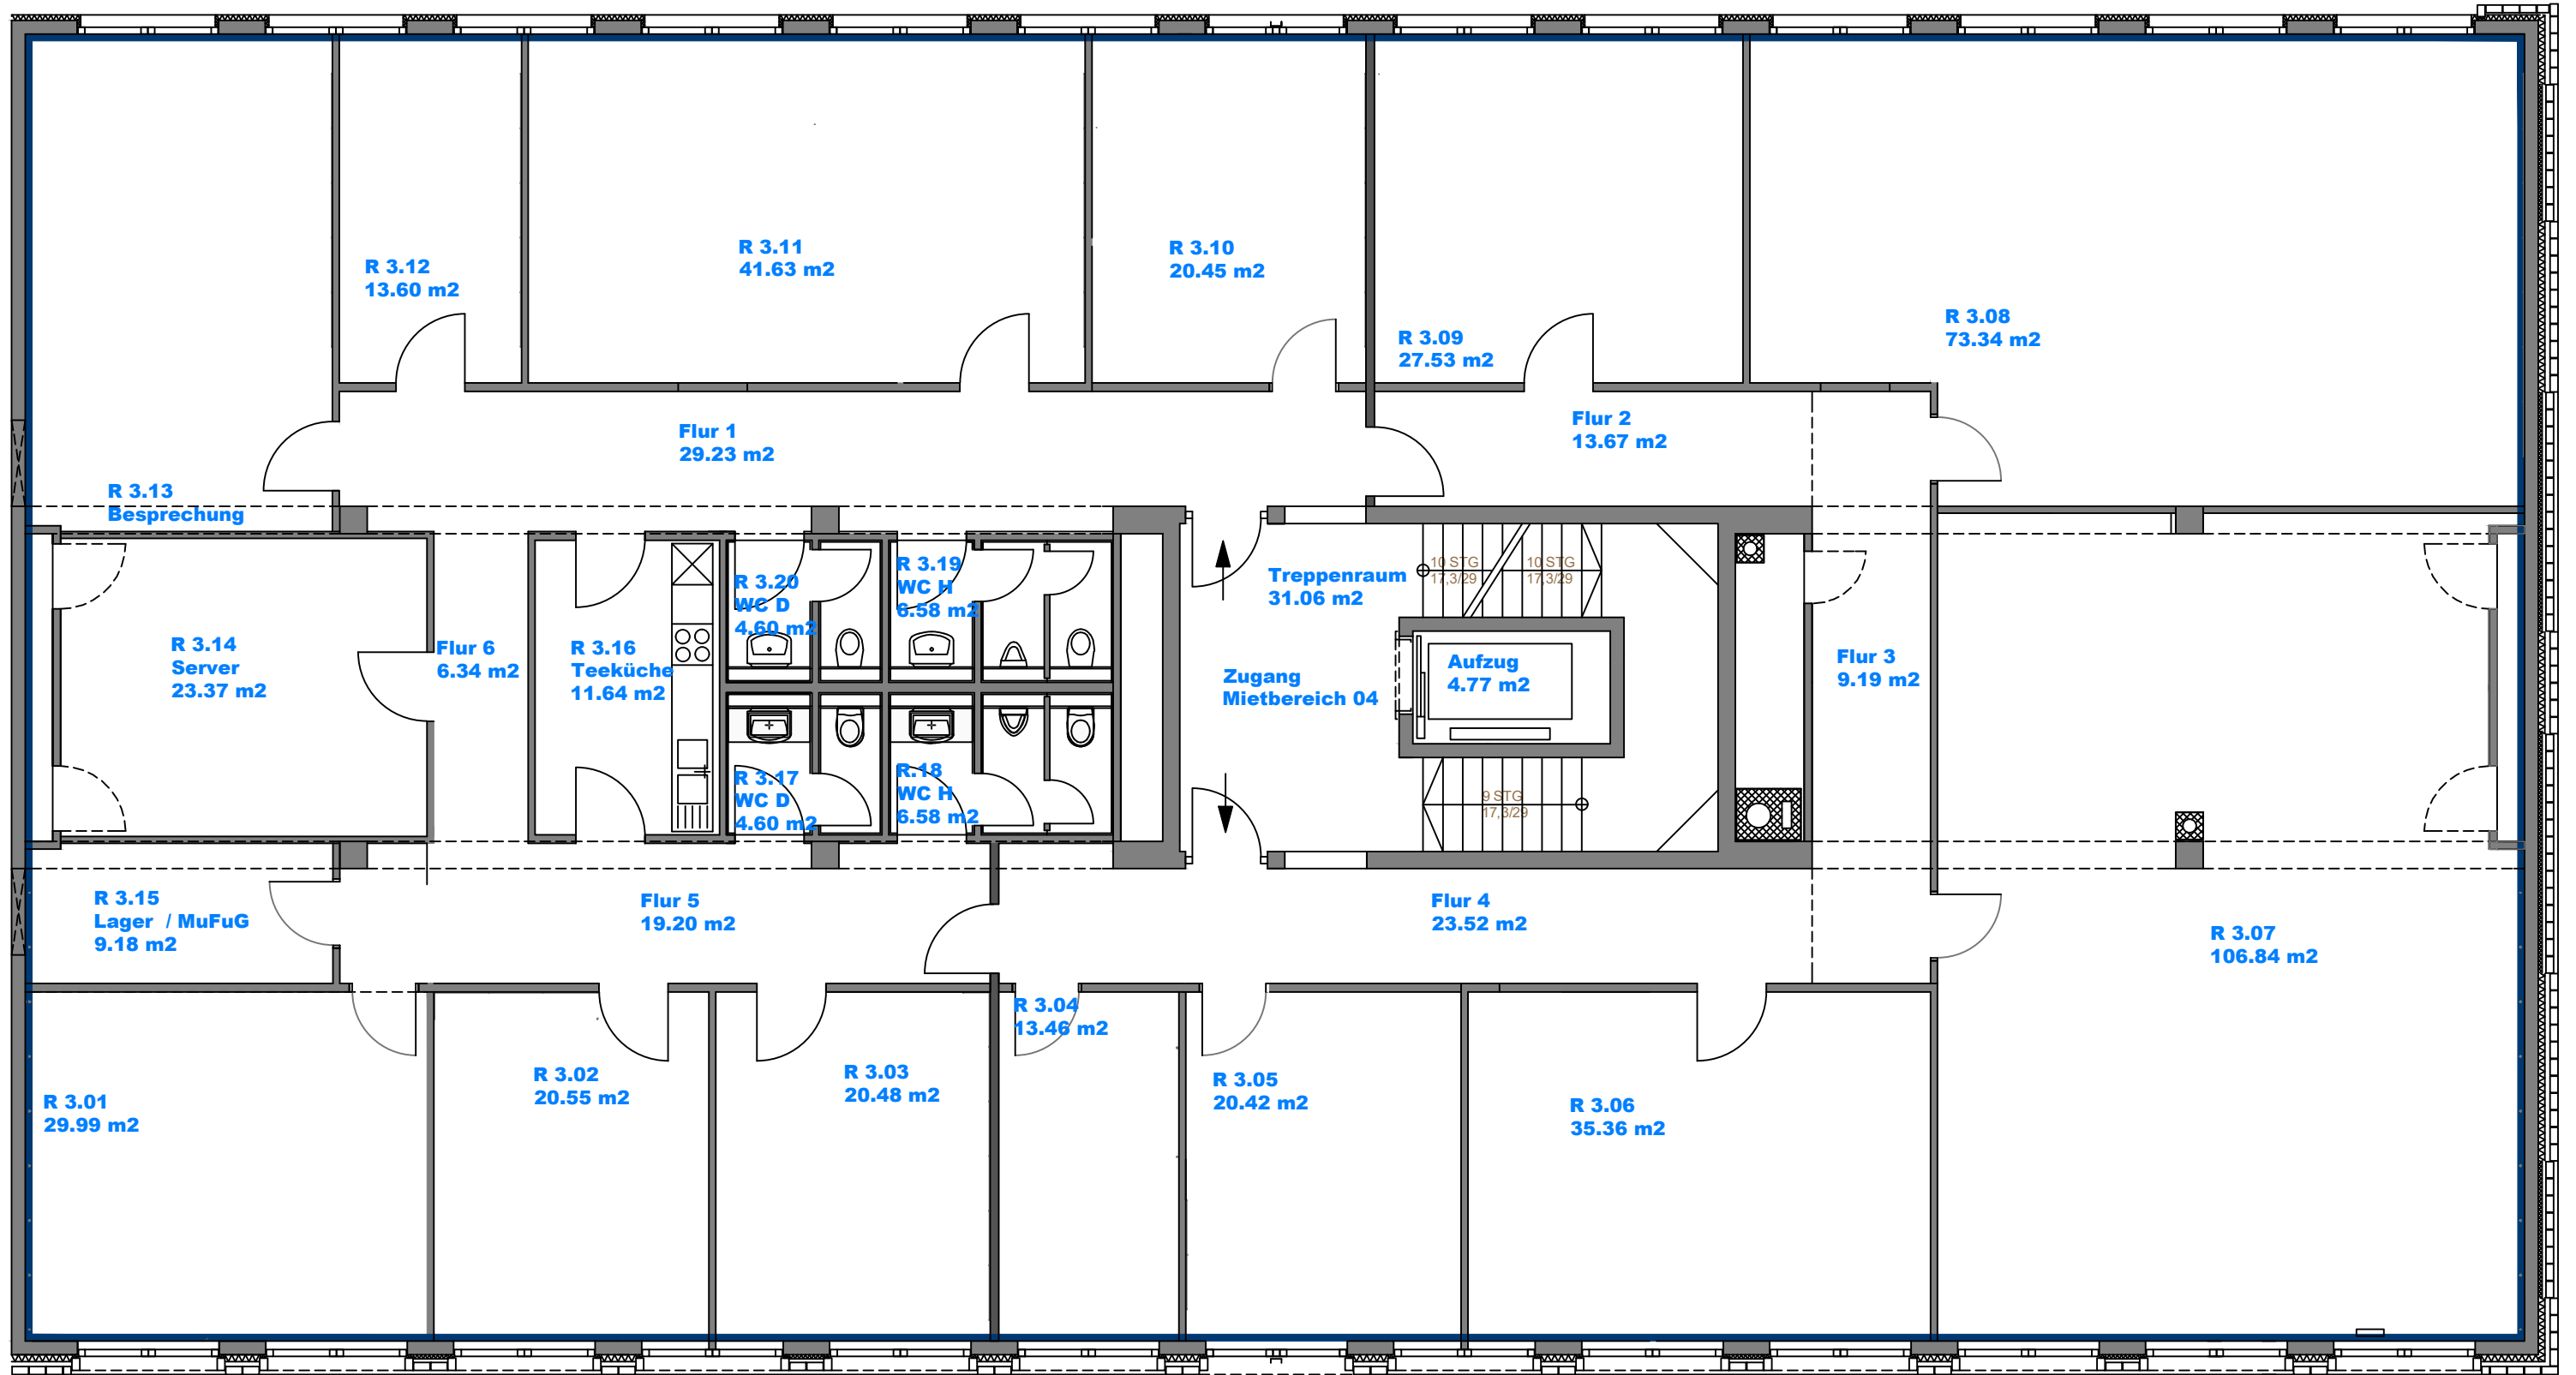 R 3.12
13.60 m2
R 3.11
41.63 m2
R 3.10
20.45 m2
R 3.09
27.53 m2
R 3.08
73.34 m2
Flur 1
29.23 m2
Flur 2
13.67 m2
R 3.13
Besprechung
R 3.14
Server
23.37 m2
Flur 6
6.34 m2
R 3.16
Teeküche
11.64 m2
R 3.20
WC D
4.60 m2
R 3.19
WC H
6.58 m2
Treppenraum
31.06 m2
10 STG
17,3/29
10 STG
17,3/29
Zugang
Mietbereich 04
Aufzug
4.77 m2
Flur 3
9.19 m2
R 3.17
WC D
4.60 m2
R.18
WC H
6.58 m2
9 STG
17,3/29
R 3.15
Lager / MuFuG
9.18 m2
Flur 5
19.20 m2
Flur 4
23.52 m2
R 3.07
106.84 m2
R 3.01
29.99 m2
R 3.02
20.55 m2
R 3.03
20.48 m2
R 3.04
13.46 m2
R 3.05
20.42 m2
R 3.06
35.36 m2